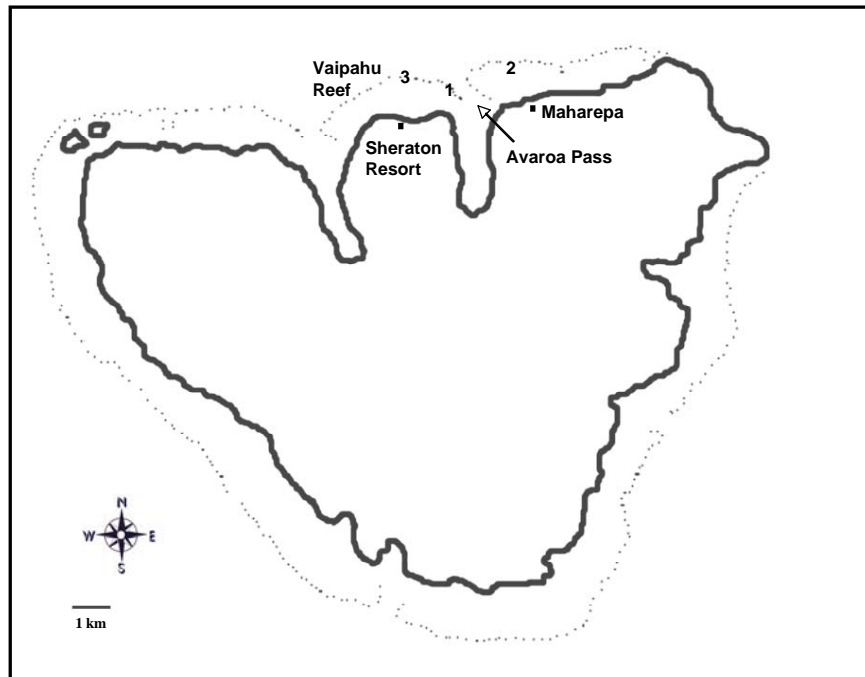 2
Vaipahu
Reef
3
1
Maharepa
Sheraton
Resort
Avaroa Pass
N
W
E
S
1 km